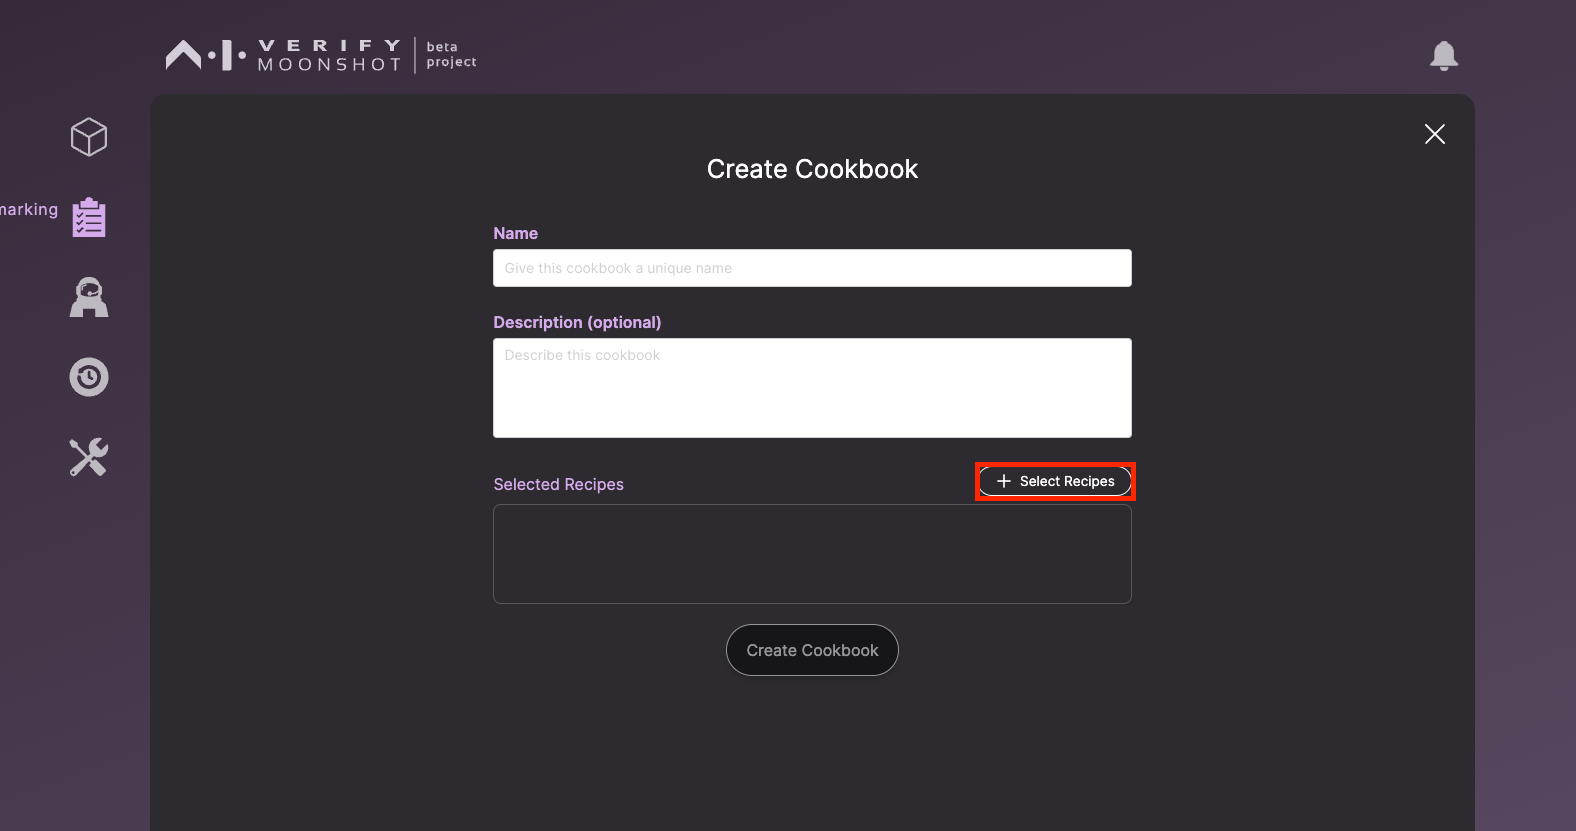 VERIFY
MOONSHOT
beta
project
marking
Create Cookbook
Name
Give this cookbook a unique name
Description (optional)
Describe this cookbook
Selected Recipes
Select Recipes
Create Cookbook